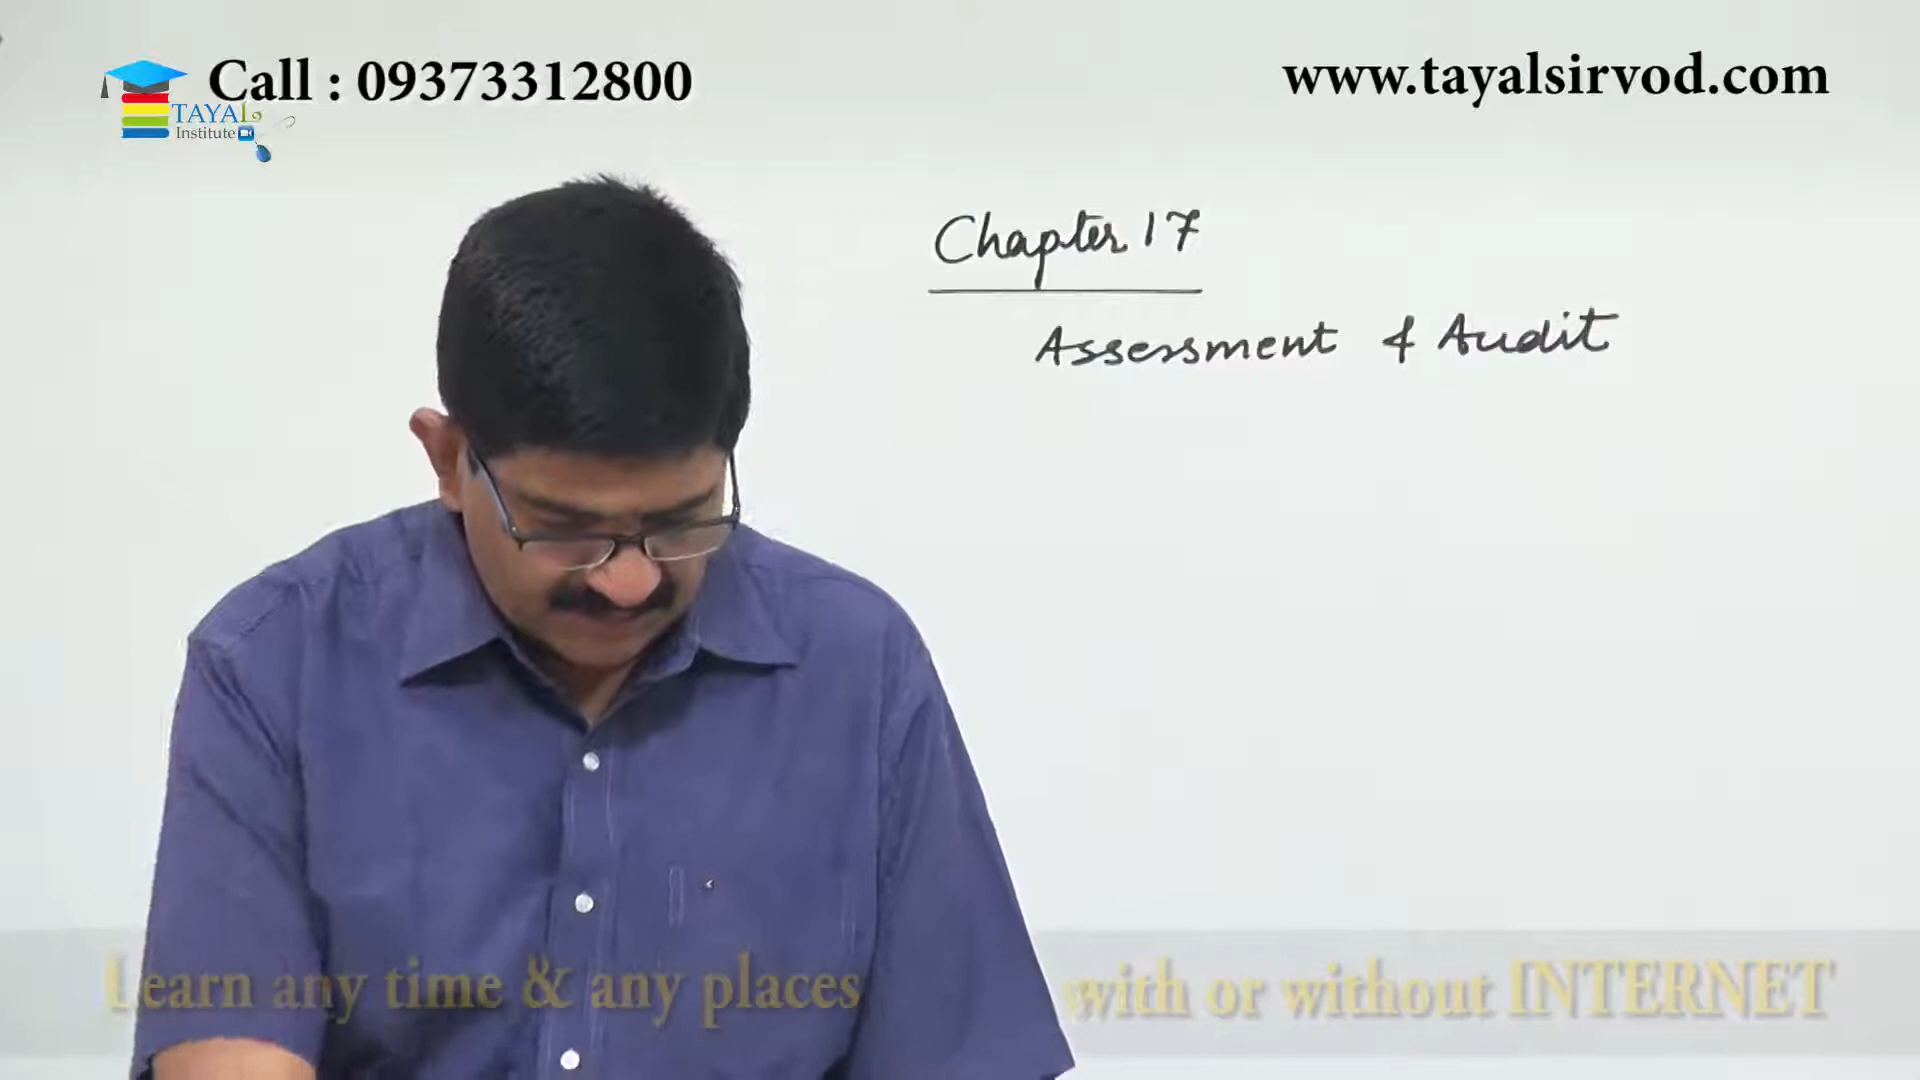 Call : 09373312800
www.tayalsirvod.com
TAYAL
Institute
Chapter 17
Assessment & Audit
Learn any time & any places with or without INTERNET